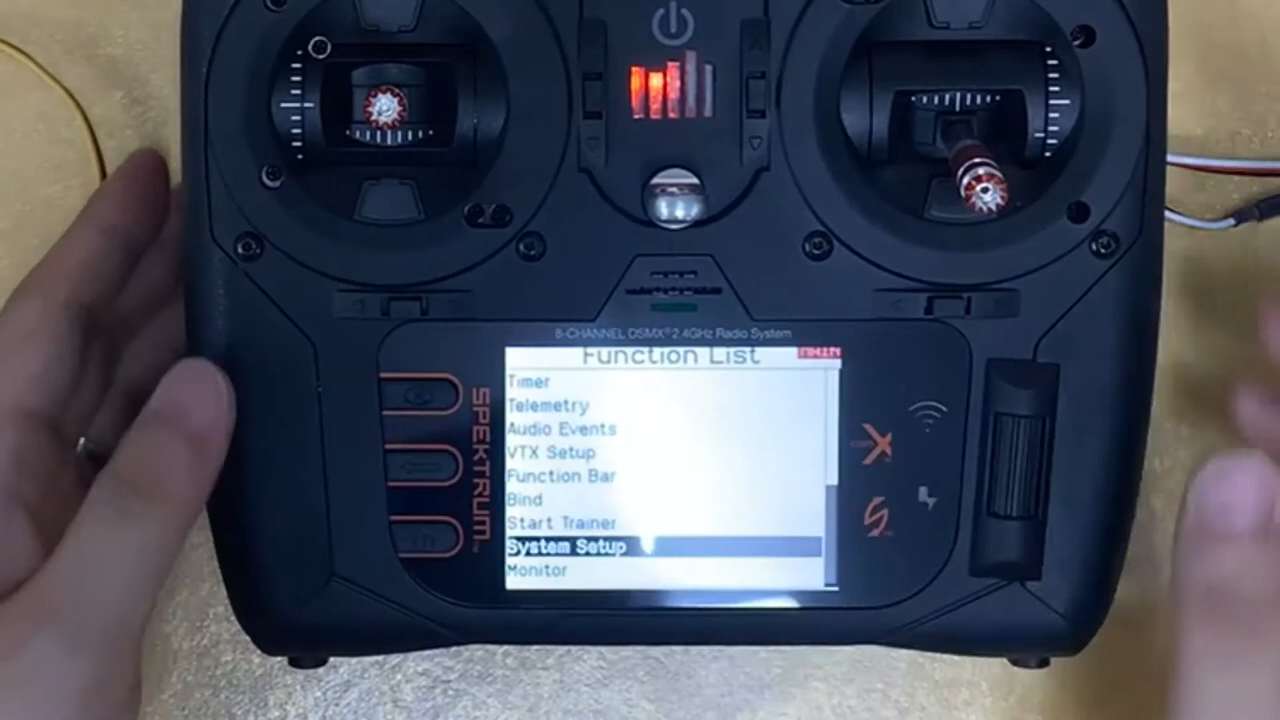 8-CHANNEL DSMX® 2.4GHz Radio System
Function List
MAIN
Timer
Telemetry
Audio Events
VTX Setup
Function Bar
Bind
Start Trainer
System Setup
Monitor
SPEKTRUM